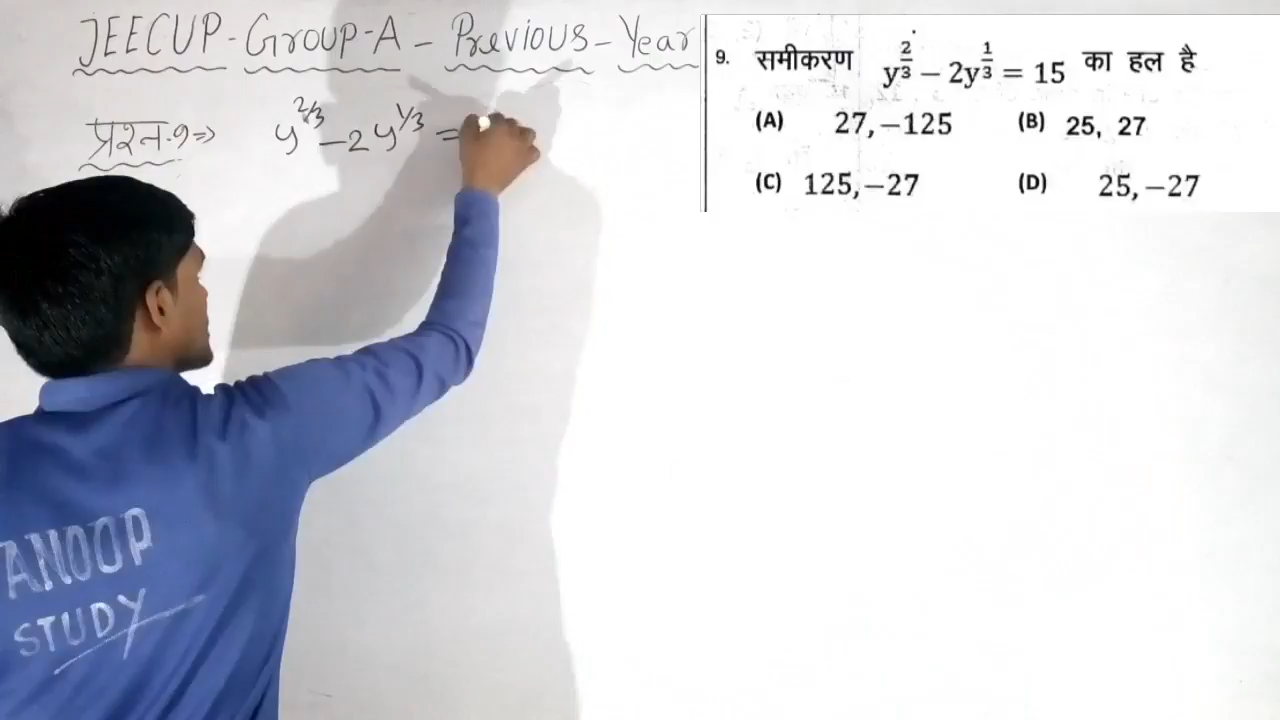 JEECUP-Group-A-Previous-Year
प्रश्न.9⇒ y^2/3 - 2y^1/3 =
ANOOP
STUDY
9. समीकरण y^(2/3) − 2y^(1/3) = 15 का हल है
(A) 27,−125 (B) 25, 27
(C) 125,−27 (D) 25,−27